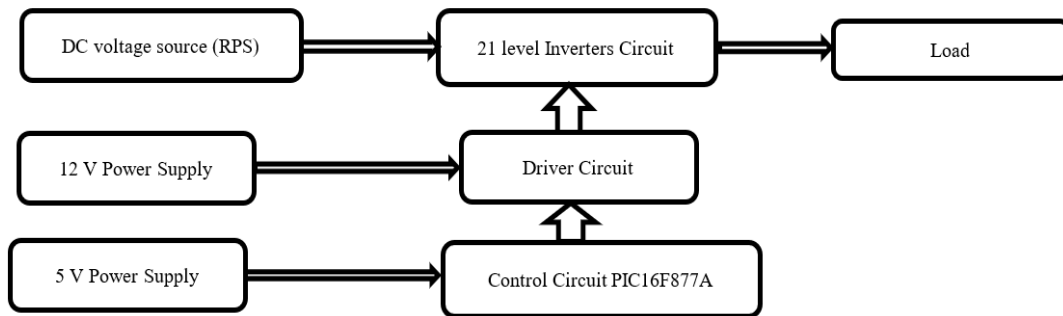 DC voltage source (RPS)
21 level Inverters Circuit
Load
12 V Power Supply
Driver Circuit
5 V Power Supply
Control Circuit PIC16F877A